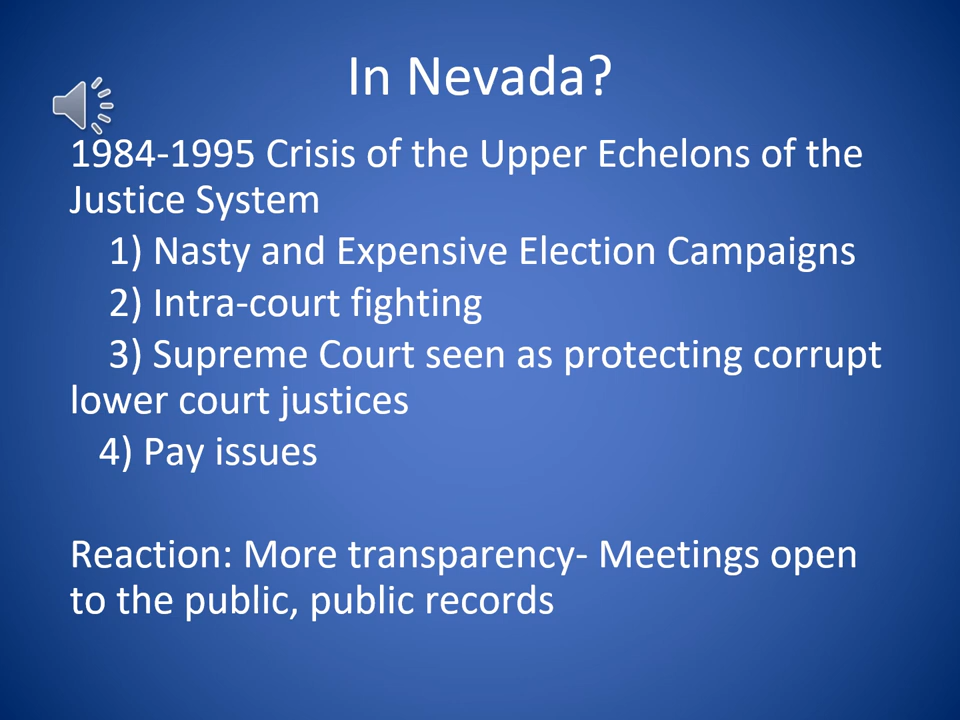 In Nevada?
1984-1995 Crisis of the Upper Echelons of the
Justice System
1) Nasty and Expensive Election Campaigns
2) Intra-court fighting
3) Supreme Court seen as protecting corrupt
lower court justices
4) Pay issues
Reaction: More transparency- Meetings open
to the public, public records